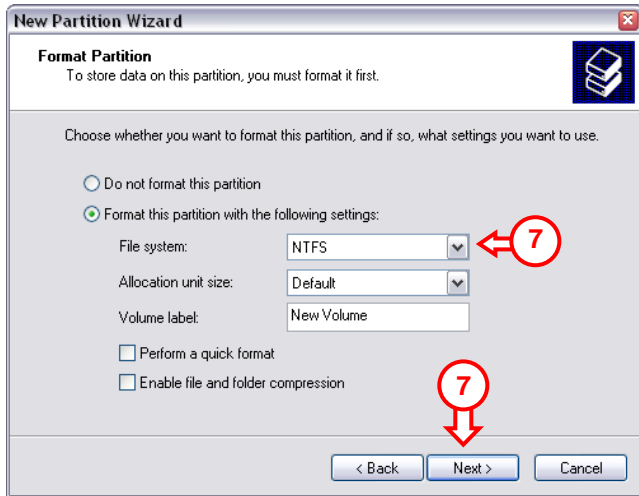 New Partition Wizard
Format Partition
To store data on this partition, you must format it first.
Choose whether you want to format this partition, and if so, what settings you want to use.
Do not format this partition
Format this partition with the following settings:
File system: NTFS 7
Allocation unit size: Default
Volume label: New Volume
Perform a quick format
Enable file and folder compression
7
< Back Next > Cancel